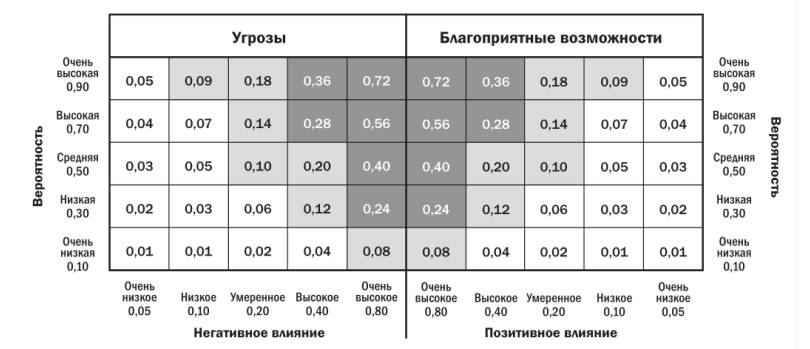 Угрозы Благоприятные возможности
Очень
высокая
0,90 0,05 0,09 0,18 0,36 0,72 0,72 0,36 0,18 0,09 0,05 Очень
высокая
0,90
Высокая
0,70 0,04 0,07 0,14 0,28 0,56 0,56 0,28 0,14 0,07 0,04 Высокая
0,70
Средняя
0,50 0,03 0,05 0,10 0,20 0,40 0,40 0,20 0,10 0,05 0,03 Средняя
0,50
Низкая
0,30 0,02 0,03 0,06 0,12 0,24 0,24 0,12 0,06 0,03 0,02 Низкая
0,30
Очень
низкая
0,10 0,01 0,01 0,02 0,04 0,08 0,08 0,04 0,02 0,01 0,01 Очень
низкая
0,10
Вероятность
Вероятность
Очень
низкое
0,05
Низкое
0,10
Умеренное
0,20
Высокое
0,40
Очень
высокое
0,80
Очень
высокое
0,80
Высокое
0,40
Умеренное
0,20
Низкое
0,10
Очень
низкое
0,05
Негативное влияние Позитивное влияние